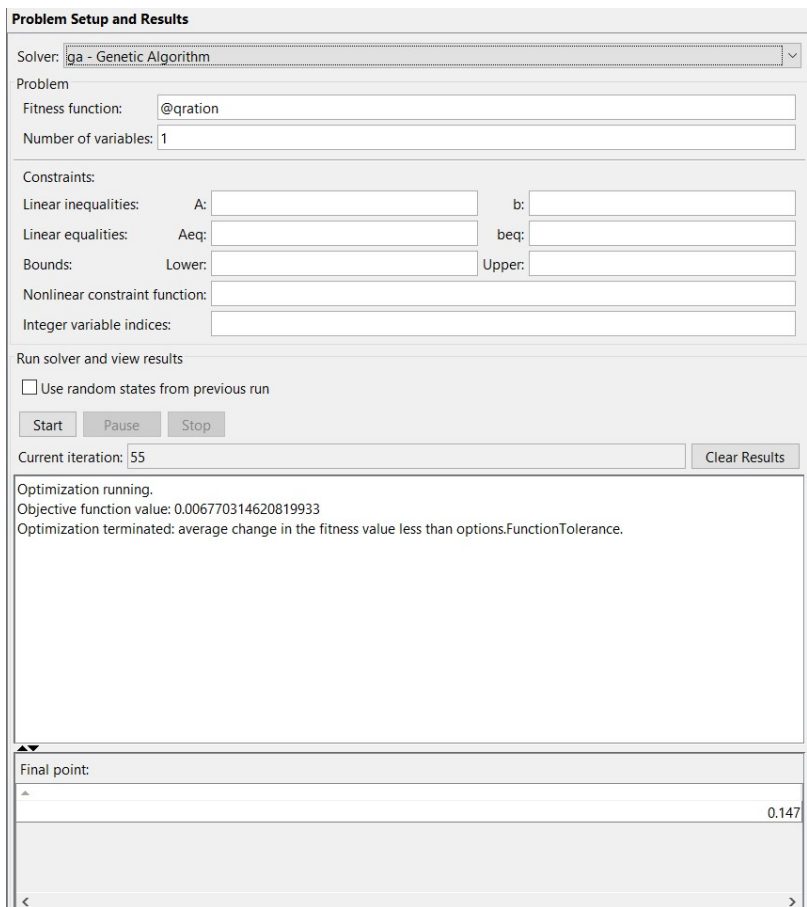 Problem Setup and Results
Solver: ga - Genetic Algorithm
Problem
Fitness function: @qration
Number of variables: 1
Constraints:
Linear inequalities: A: b:
Linear equalities: Aeq: beq:
Bounds: Lower: Upper:
Nonlinear constraint function:
Integer variable indices:
Run solver and view results
Use random states from previous run
Start Pause Stop
Current iteration: 55 Clear Results
Optimization running.
Objective function value: 0.006770314620819933
Optimization terminated: average change in the fitness value less than options.FunctionTolerance.
Final point:
0.147